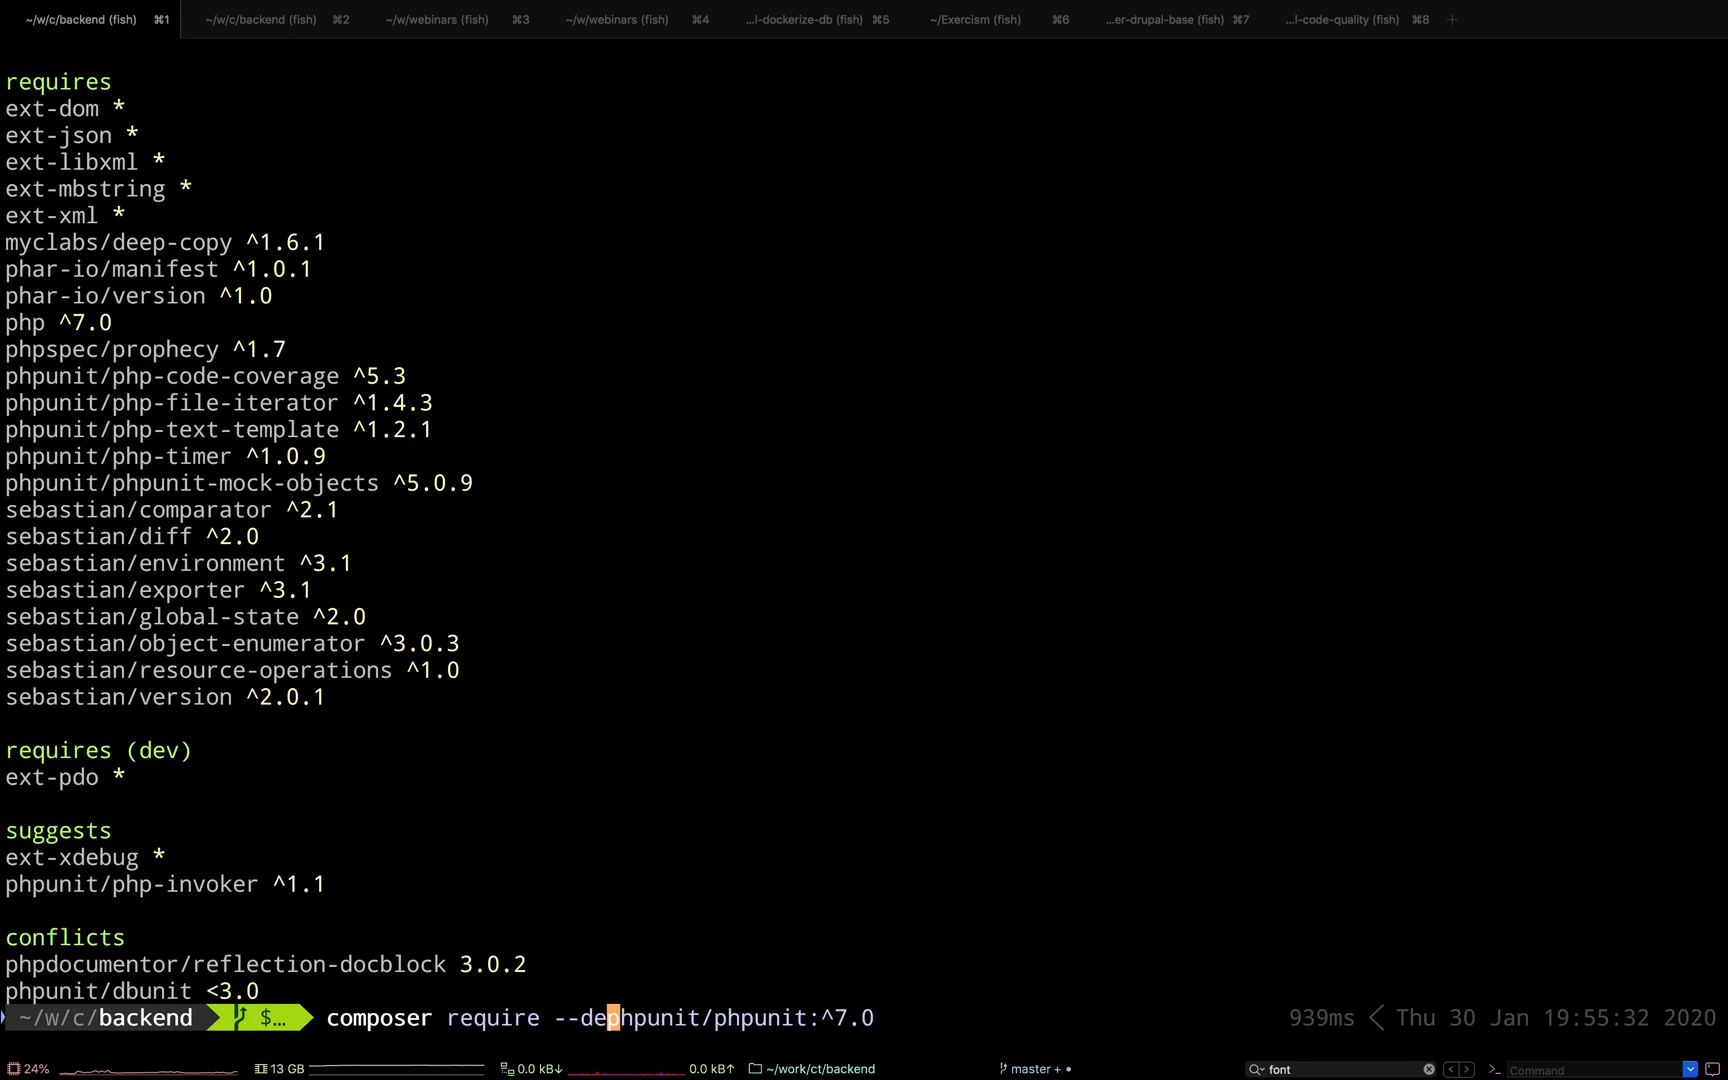 ~/w/c/backend (fish) ⌘1 ~/w/c/backend (fish) ⌘2 ~/w/webinars (fish) ⌘3 ~/w/webinars (fish) ⌘4 ...l-dockerize-db (fish) ⌘5 ~/Exercism (fish) ⌘6 ...er-drupal-base (fish) ⌘7 ...l-code-quality (fish) ⌘8
requires
ext-dom *
ext-json *
ext-libxml *
ext-mbstring *
ext-xml *
myclabs/deep-copy ^1.6.1
phar-io/manifest ^1.0.1
phar-io/version ^1.0
php ^7.0
phpspec/prophecy ^1.7
phpunit/php-code-coverage ^5.3
phpunit/php-file-iterator ^1.4.3
phpunit/php-text-template ^1.2.1
phpunit/php-timer ^1.0.9
phpunit/phpunit-mock-objects ^5.0.9
sebastian/comparator ^2.1
sebastian/diff ^2.0
sebastian/environment ^3.1
sebastian/exporter ^3.1
sebastian/global-state ^2.0
sebastian/object-enumerator ^3.0.3
sebastian/resource-operations ^1.0
sebastian/version ^2.0.1
requires (dev)
ext-pdo *
suggests
ext-xdebug *
phpunit/php-invoker ^1.1
conflicts
phpdocumentor/reflection-docblock 3.0.2
phpunit/dbunit <3.0
~/w/c/backend $… composer require --dephpunit/phpunit:^7.0 939ms Thu 30 Jan 19:55:32 2020
24% 13 GB 0.0 kB↓ 0.0 kB↑ ~/work/ct/backend master + • font Command